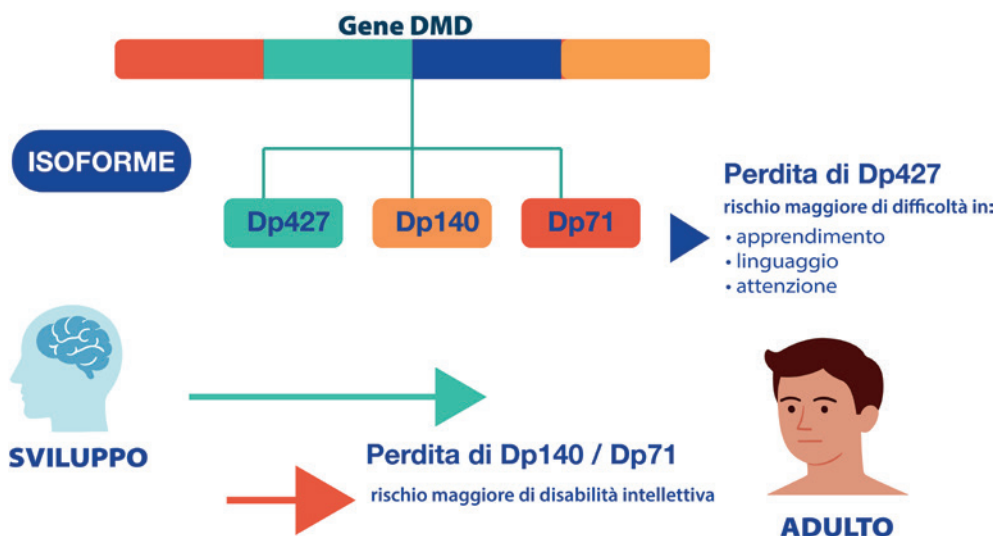 Gene DMD
ISOFORME
Dp427
Dp140
Dp71
Perdita di Dp427
rischio maggiore di difficoltà in:
• apprendimento
• linguaggio
• attenzione
SVILUPPO
Perdita di Dp140 / Dp71
rischio maggiore di disabilità intellettiva
ADULTO